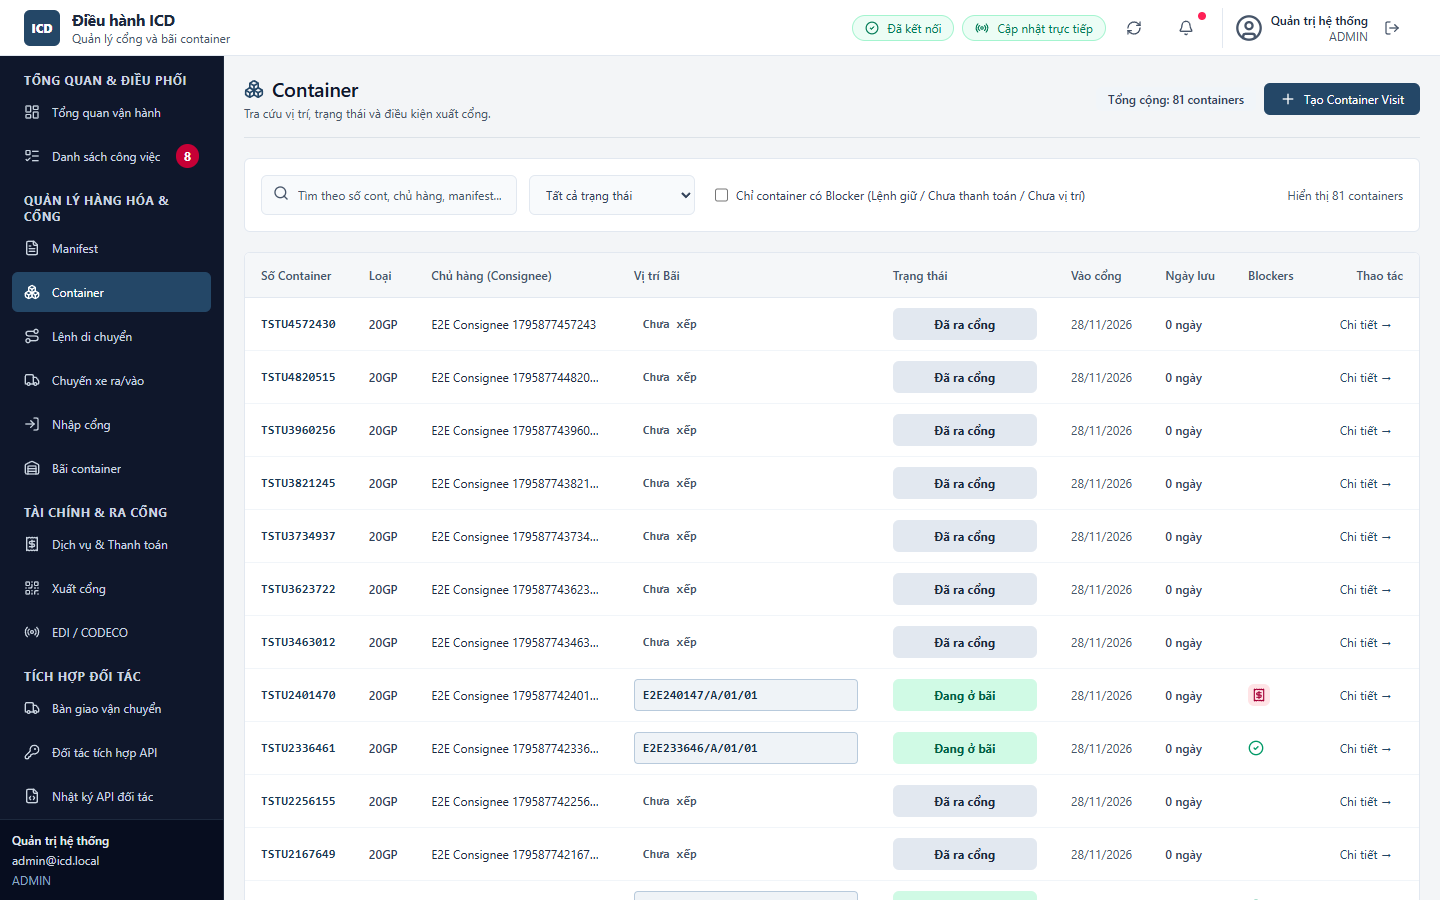 ICD
Điều hành ICD
Quản lý cổng và bãi container
Đã kết nối
Cập nhật trực tiếp
Quản trị hệ thống
ADMIN
TỔNG QUAN & ĐIỀU PHỐI
Tổng quan vận hành
Danh sách công việc
8
QUẢN LÝ HÀNG HÓA &
CỔNG
Manifest
Container
Lệnh di chuyển
Chuyến xe ra/vào
Nhập cổng
Bãi container
TÀI CHÍNH & RA CỔNG
Dịch vụ & Thanh toán
Xuất cổng
EDI / CODECO
TÍCH HỢP ĐỐI TÁC
Bàn giao vận chuyển
Đối tác tích hợp API
Nhật ký API đối tác
Quản trị hệ thống
admin@icd.local
ADMIN
Container
Tra cứu vị trí, trạng thái và điều kiện xuất cổng.
Tổng cộng: 81 containers
Tạo Container Visit
Tìm theo số cont, chủ hàng, manifest...
Tất cả trạng thái
Chỉ container có Blocker (Lệnh giữ / Chưa thanh toán / Chưa vị trí)
Hiển thị 81 containers
Số Container Loại Chủ hàng (Consignee) Vị trí Bãi Trạng thái Vào cổng Ngày lưu Blockers Thao tác
TSTU4572430 20GP E2E Consignee 1795877457243 Chưa xếp Đã ra cổng 28/11/2026 0 ngày Chi tiết →
TSTU4820515 20GP E2E Consignee 179587744820... Chưa xếp Đã ra cổng 28/11/2026 0 ngày Chi tiết →
TSTU3960256 20GP E2E Consignee 179587743960... Chưa xếp Đã ra cổng 28/11/2026 0 ngày Chi tiết →
TSTU3821245 20GP E2E Consignee 179587743821... Chưa xếp Đã ra cổng 28/11/2026 0 ngày Chi tiết →
TSTU3734937 20GP E2E Consignee 179587743734... Chưa xếp Đã ra cổng 28/11/2026 0 ngày Chi tiết →
TSTU3623722 20GP E2E Consignee 179587743623... Chưa xếp Đã ra cổng 28/11/2026 0 ngày Chi tiết →
TSTU3463012 20GP E2E Consignee 179587743463... Chưa xếp Đã ra cổng 28/11/2026 0 ngày Chi tiết →
TSTU2401470 20GP E2E Consignee 179587742401... E2E240147/A/01/01 Đang ở bãi 28/11/2026 0 ngày Chi tiết →
TSTU2336461 20GP E2E Consignee 179587742336... E2E233646/A/01/01 Đang ở bãi 28/11/2026 0 ngày Chi tiết →
TSTU2256155 20GP E2E Consignee 179587742256... Chưa xếp Đã ra cổng 28/11/2026 0 ngày Chi tiết →
TSTU2167649 20GP E2E Consignee 179587742167... Chưa xếp Đã ra cổng 28/11/2026 0 ngày Chi tiết →